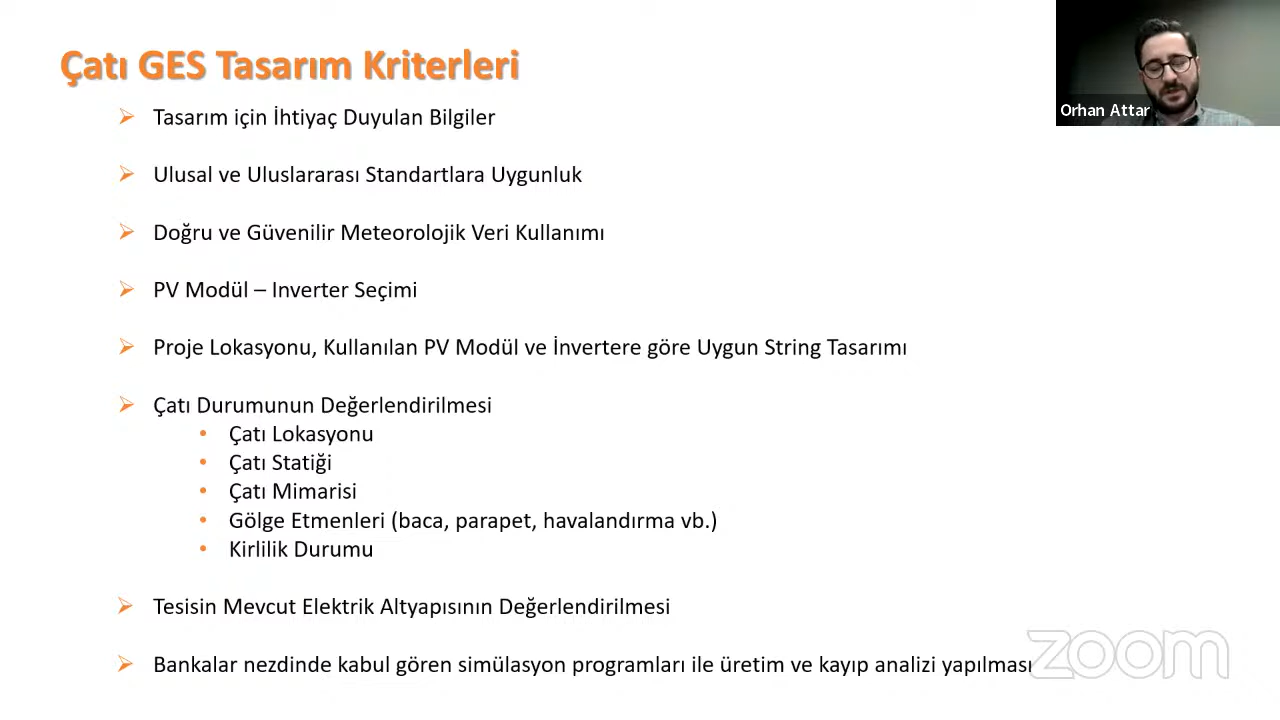 Çatı GES Tasarım Kriterleri
Orhan Attar
Tasarım için İhtiyaç Duyulan Bilgiler
Ulusal ve Uluslararası Standartlara Uygunluk
Doğru ve Güvenilir Meteorolojik Veri Kullanımı
PV Modül – Inverter Seçimi
Proje Lokasyonu, Kullanılan PV Modül ve İnvertere göre Uygun String Tasarımı
Çatı Durumunun Değerlendirilmesi
Çatı Lokasyonu
Çatı Statiği
Çatı Mimarisi
Gölge Etmenleri (baca, parapet, havalandırma vb.)
Kirlilik Durumu
Tesisin Mevcut Elektrik Altyapısının Değerlendirilmesi
Bankalar nezdinde kabul gören simülasyon programları ile üretim ve kayıp analizi yapılması
zoom